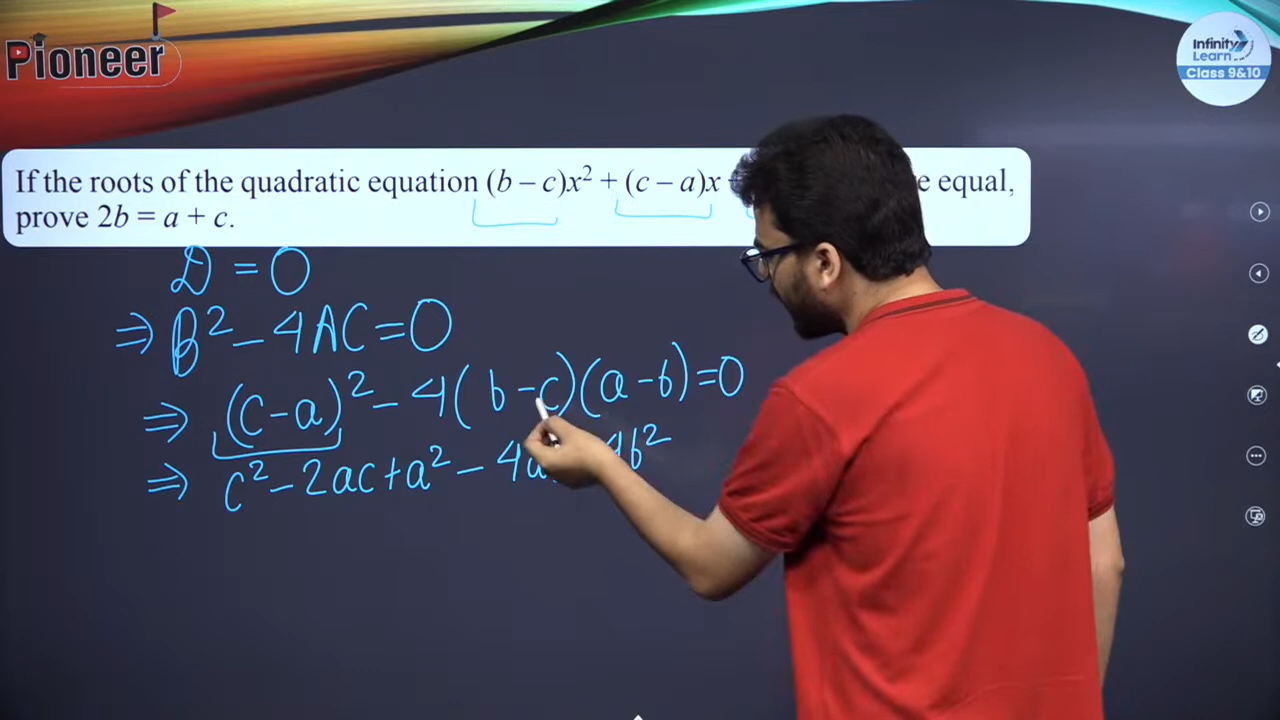 Pioneer
Infinity
Learn
Class 9&10
If the roots of the quadratic equation (b – c)x² + (c – a)x e equal,
prove 2b = a + c.
D = 0
⇒ B² – 4AC = 0
⇒ (c – a)² – 4(b – c)(a – b) = 0
⇒ c² – 2ac + a² – 4a 4b²